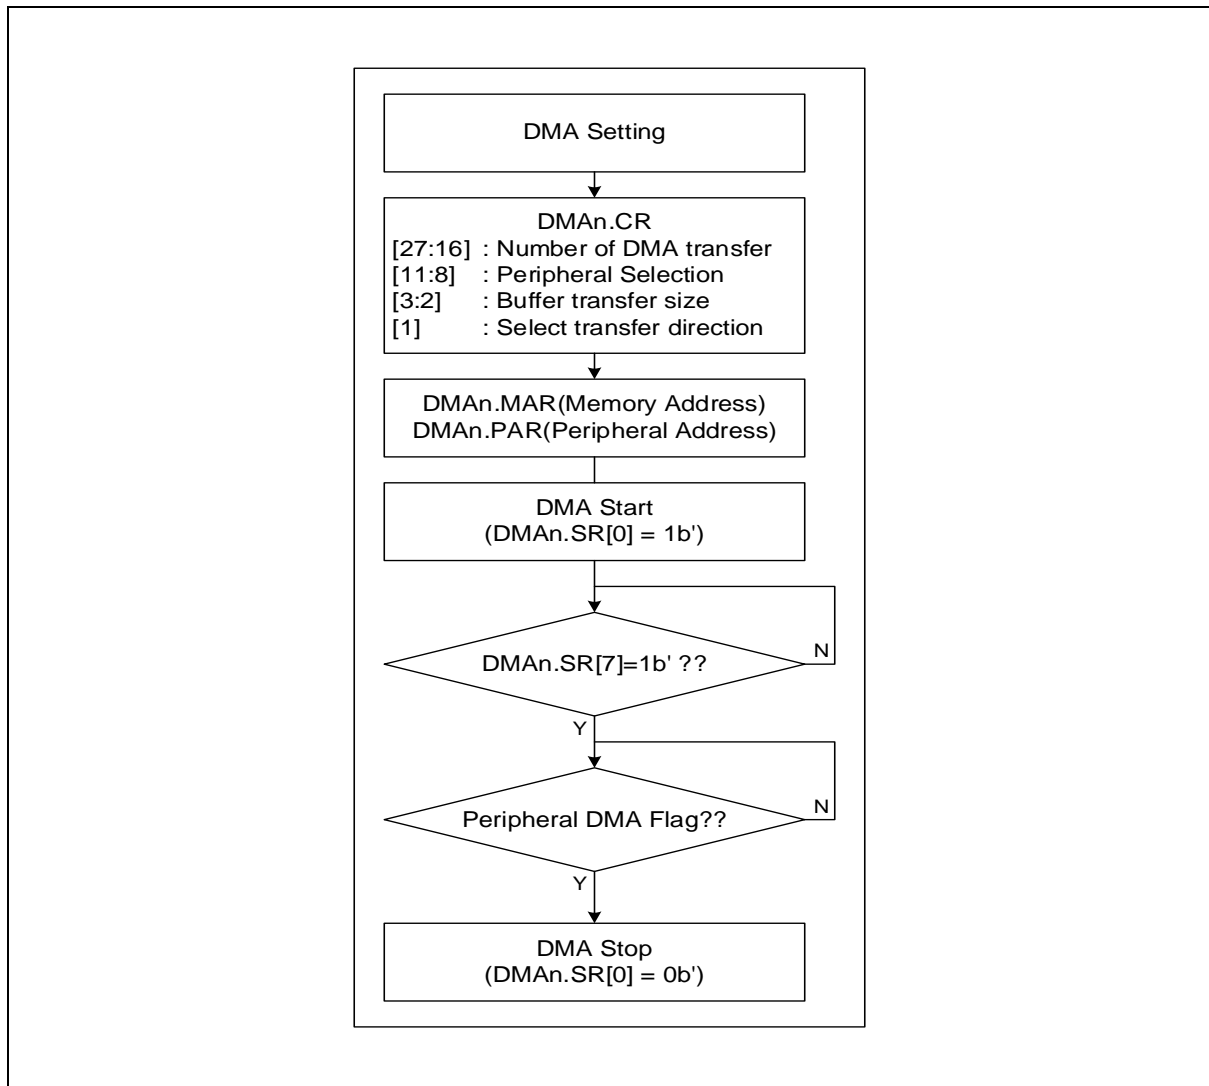 DMA Setting
DMAn.CR
[27:16] : Number of DMA transfer
[11:8] : Peripheral Selection
[3:2] : Buffer transfer size
[1] : Select transfer direction
DMAn.MAR(Memory Address)
DMAn.PAR(Peripheral Address)
DMA Start
(DMAn.SR[0] = 1b')
DMAn.SR[7]=1b' ??
N
Y
Peripheral DMA Flag??
N
Y
DMA Stop
(DMAn.SR[0] = 0b')